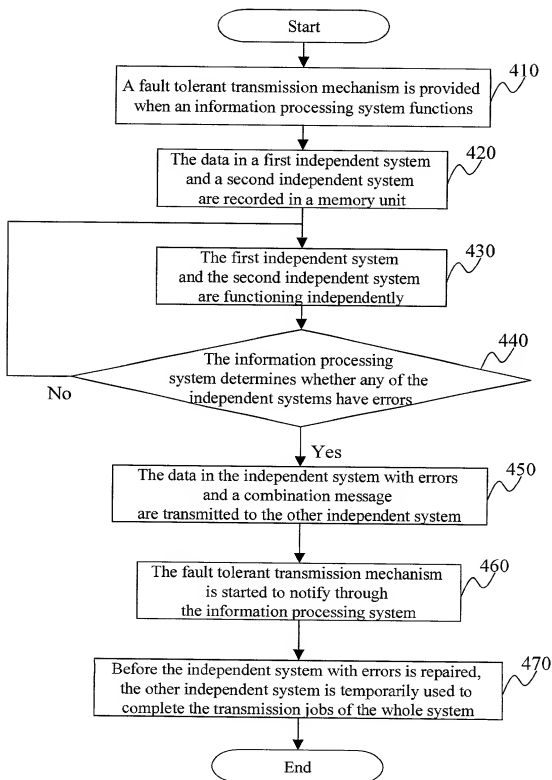 Start
410
A fault tolerant transmission mechanism is provided
when an information processing system functions
420
The data in a first independent system
and a second independent system
are recorded in a memory unit
430
The first independent system
and the second independent system
are functioning independently
440
The information processing
system determines whether any of the
independent systems have errors
No
Yes
450
The data in the independent system with errors
and a combination message
are transmitted to the other independent system
460
The fault tolerant transmission mechanism
is started to notify through
the information processing system
470
Before the independent system with errors is repaired,
the other independent system is temporarily used to
complete the transmission jobs of the whole system
End